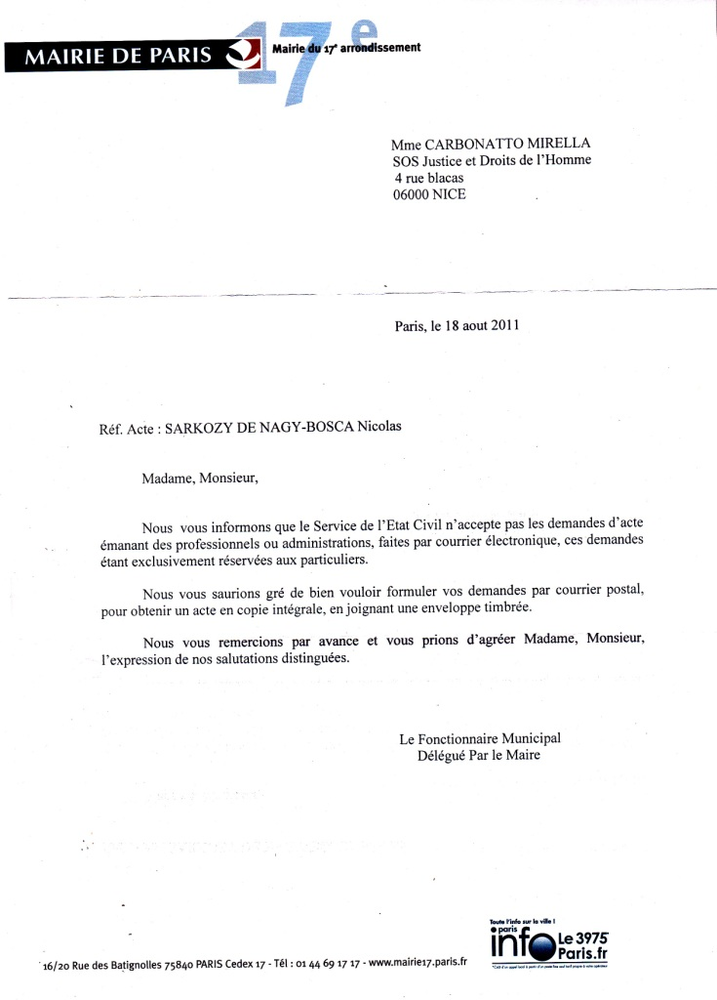 MAIRIE DE PARIS
17e
Mairie du 17e arrondissement
Mme CARBONATTO MIRELLA
SOS Justice et Droits de l'Homme
4 rue blacas
06000 NICE
Paris, le 18 aout 2011
Réf. Acte : SARKOZY DE NAGY-BOSCA Nicolas
Madame, Monsieur,
Nous vous informons que le Service de l'Etat Civil n'accepte pas les demandes d'acte
émanant des professionnels ou administrations, faites par courrier électronique, ces demandes
étant exclusivement réservées aux particuliers.
Nous vous saurions gré de bien vouloir formuler vos demandes par courrier postal,
pour obtenir un acte en copie intégrale, en joignant une enveloppe timbrée.
Nous vous remercions par avance et vous prions d'agréer Madame, Monsieur,
l'expression de nos salutations distinguées.
Le Fonctionnaire Municipal
Délégué Par le Maire
Toute l'info sur la ville !
paris
info Le 3975*
Paris.fr
16/20 Rue des Batignolles 75840 PARIS Cedex 17 - Tél : 01 44 69 17 17 - www.mairie17.paris.fr